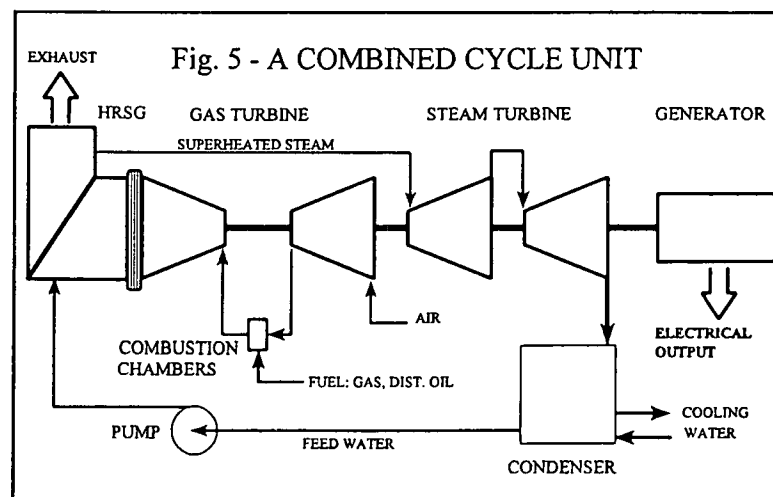 Fig. 5 - A COMBINED CYCLE UNIT
EXHAUST
HRSG
GAS TURBINE
STEAM TURBINE
GENERATOR
SUPERHEATED STEAM
AIR
COMBUSTION
CHAMBERS
FUEL: GAS, DIST. OIL
ELECTRICAL
OUTPUT
PUMP
FEED WATER
COOLING
WATER
CONDENSER